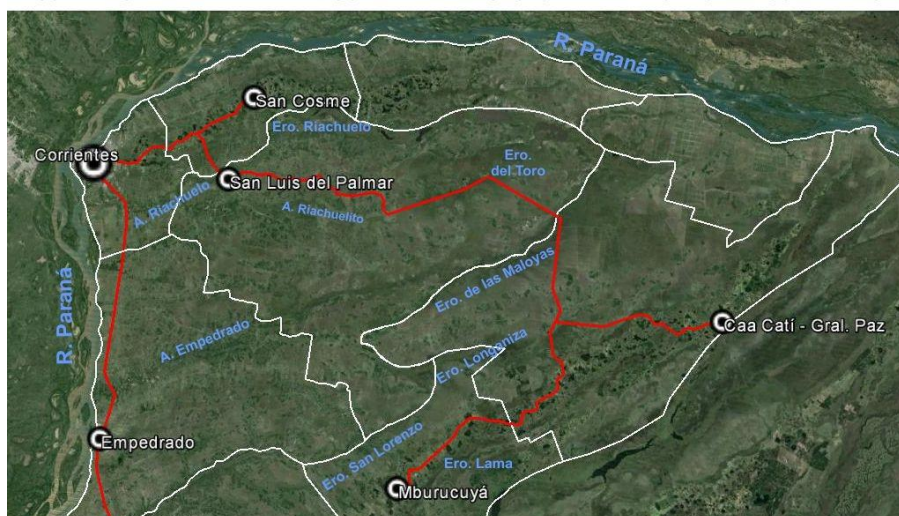 R. Paraná
San Cosme
Ero. Riachuelo
Corrientes
Ero.
del Toro
San Luis del Palmar
A. Riachuelo
A. Riachuelito
Ero. de las Maloyas
R. Paraná
A. Empedrado
Caa Catí - Gral. Paz
Ero. Longaniza
Empedrado
Ero. San Lorenzo
Ero. Lama
Mburucuyá